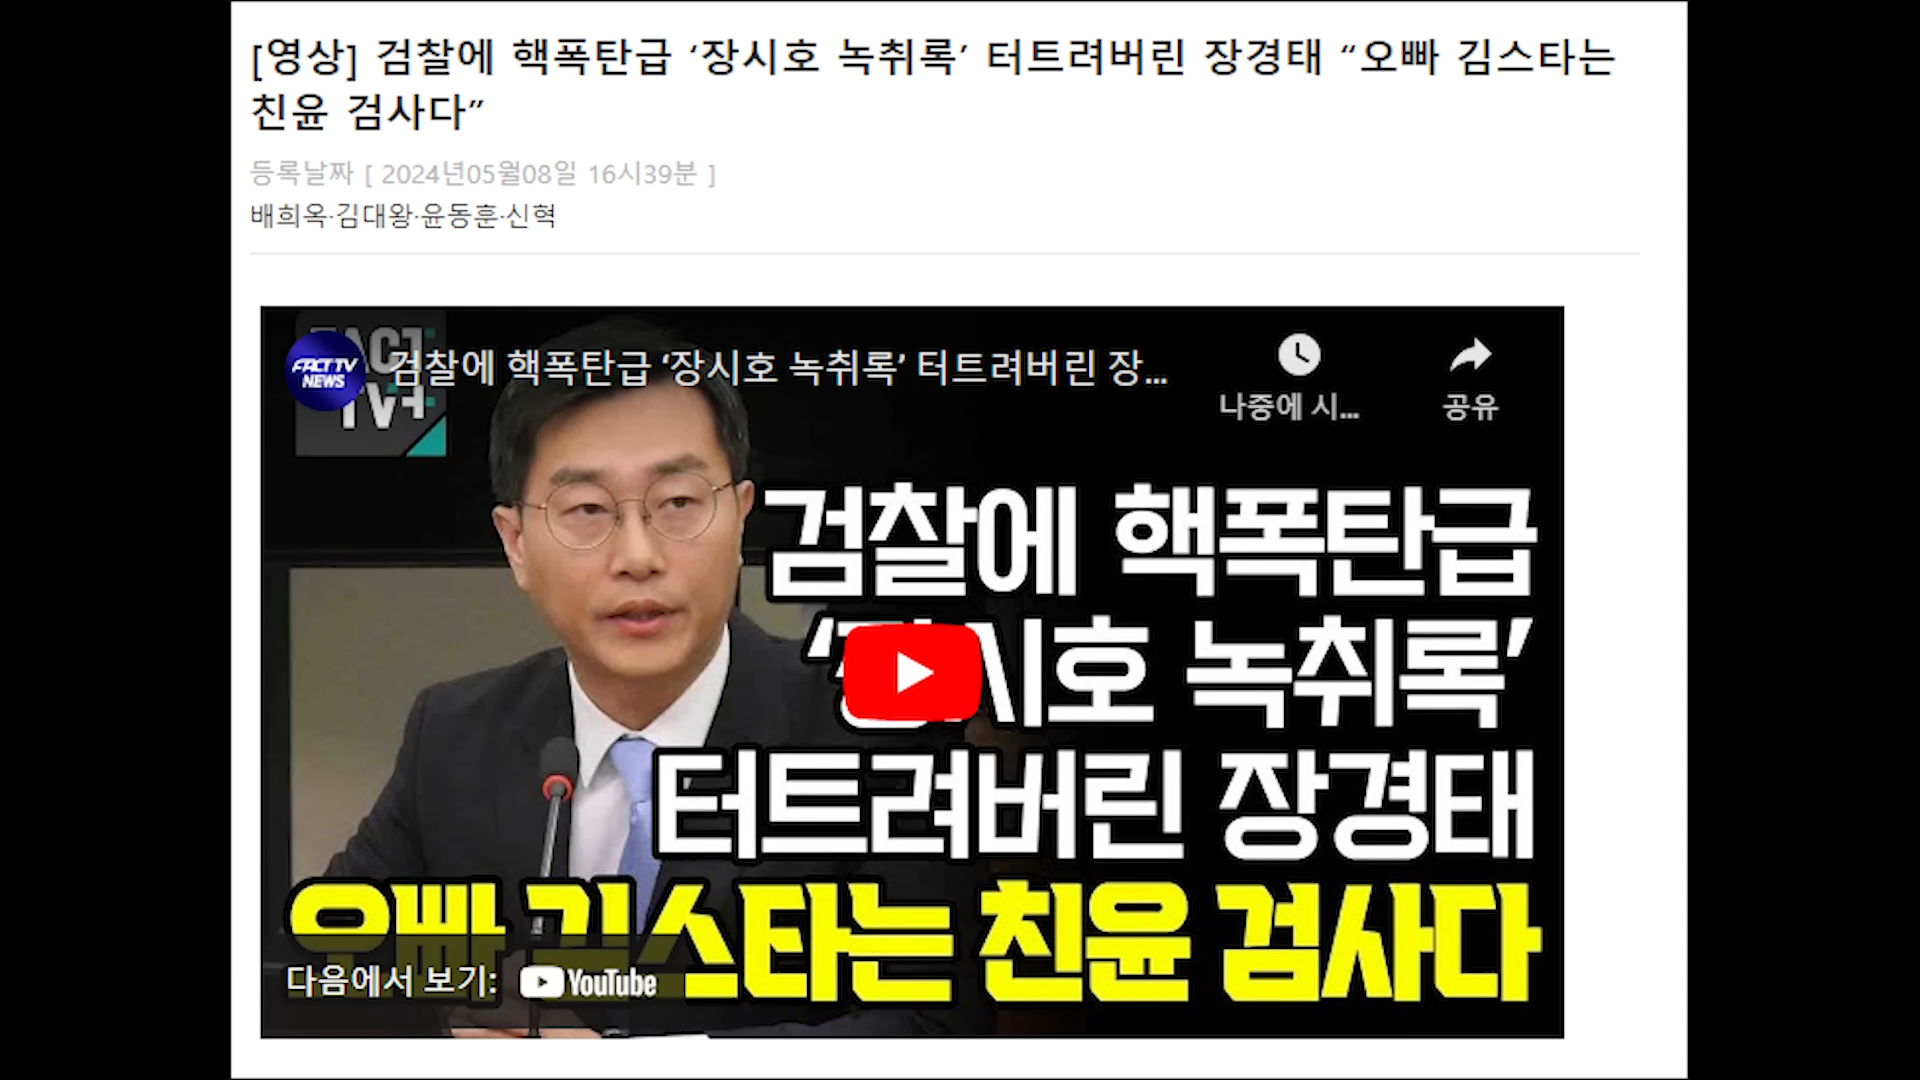 [영상] 검찰에 핵폭탄급 ‘장시호 녹취록’ 터트려버린 장경태 “오빠 김스타는
친윤 검사다”
등록날짜 [ 2024년05월08일 16시39분 ]
배희옥·김대왕·윤동훈·신혁
FACT TV NEWS
검찰에 핵폭탄급 ‘장시호 녹취록’ 터트려버린 장...
나중에 시...
공유
검찰에 핵폭탄급
‘장시호 녹취록’
터트려버린 장경태
오빠 김스타는 친윤 검사다
다음에서 보기: YouTube